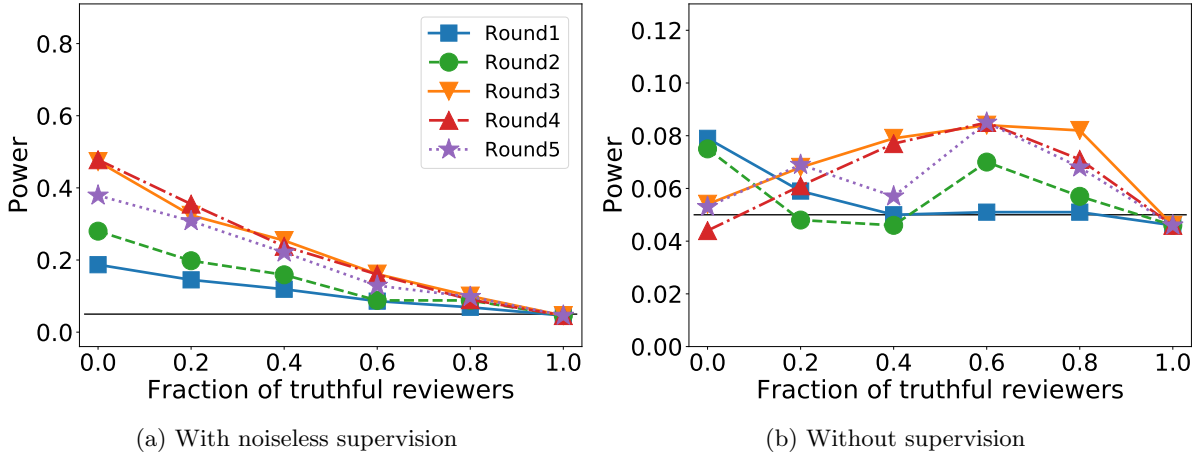 0.8
0.6
0.4
0.2
0.0
Power
0.0 0.2 0.4 0.6 0.8 1.0
Fraction of truthful reviewers
Round1
Round2
Round3
Round4
Round5
(a) With noiseless supervision
0.12
0.10
0.08
0.06
0.04
0.02
0.00
Power
0.0 0.2 0.4 0.6 0.8 1.0
Fraction of truthful reviewers
(b) Without supervision